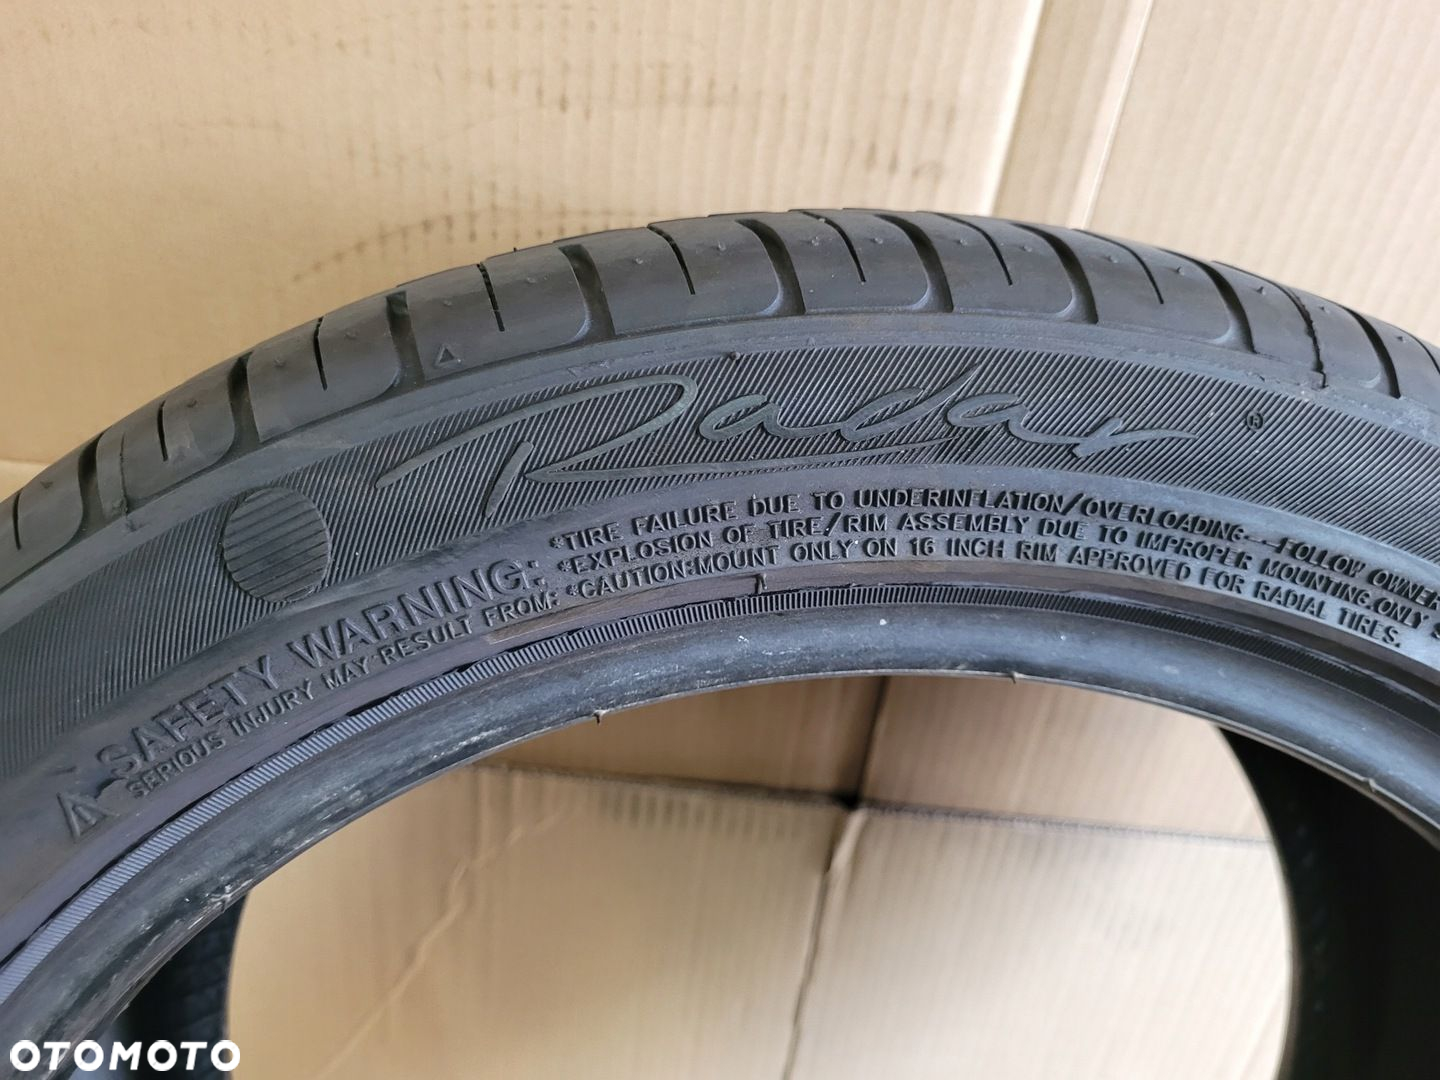 Radar ®
SAFETY WARNING:
SERIOUS INJURY MAY RESULT FROM:
*TIRE FAILURE DUE TO UNDERINFLATION/OVERLOADING-FOLLOW OWNER
*EXPLOSION OF TIRE/RIM ASSEMBLY DUE TO IMPROPER MOUNTING.ONLY S
*CAUTION:MOUNT ONLY ON 16 INCH RIM APPROVED FOR RADIAL TIRES.
OTOMOTO